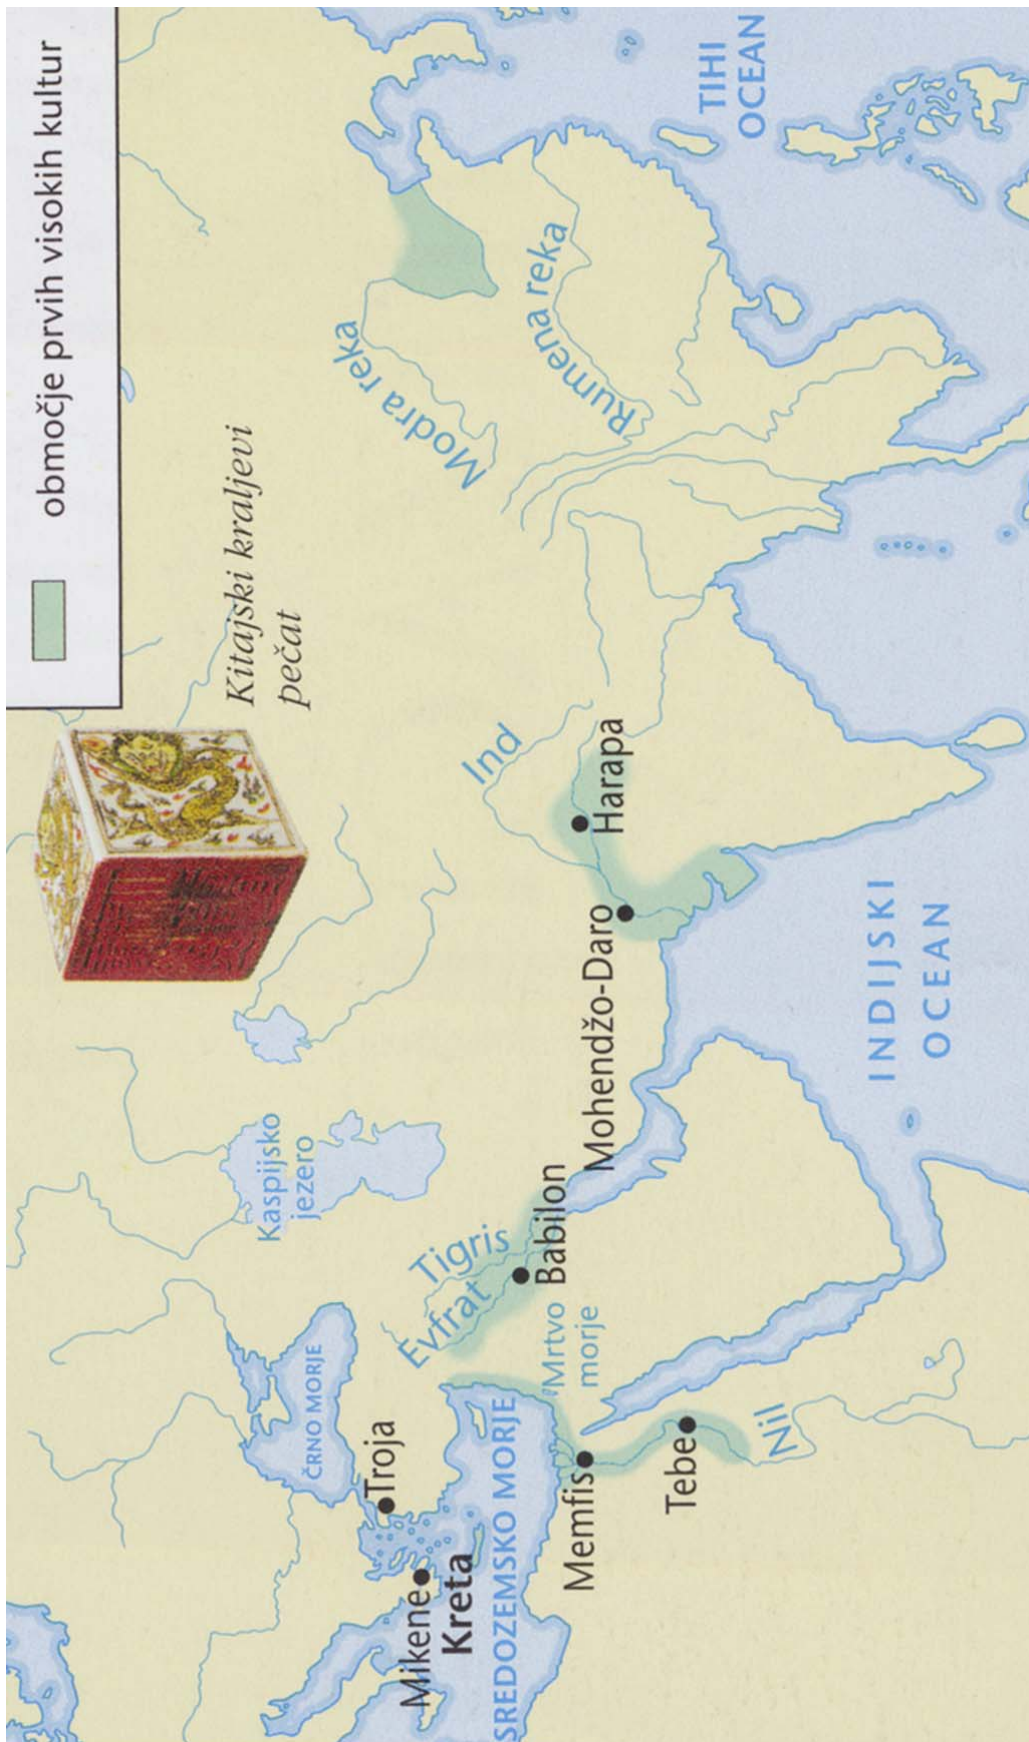 območje prvih visokih kultur
Kitajski kraljevi
pečat
Modra reka
Rumena reka
TIHI
OCEAN
Ind
Harapa
Mohendžo-Daro
INDIJSKI
OCEAN
Kaspijsko
jezero
Tigris
Evfrat
Babilon
Mrtvo
morje
ČRNO MORJE
Troja
Mikene
Kreta
SREDOZEMSKO MORJE
Memfis
Tebe
Nil